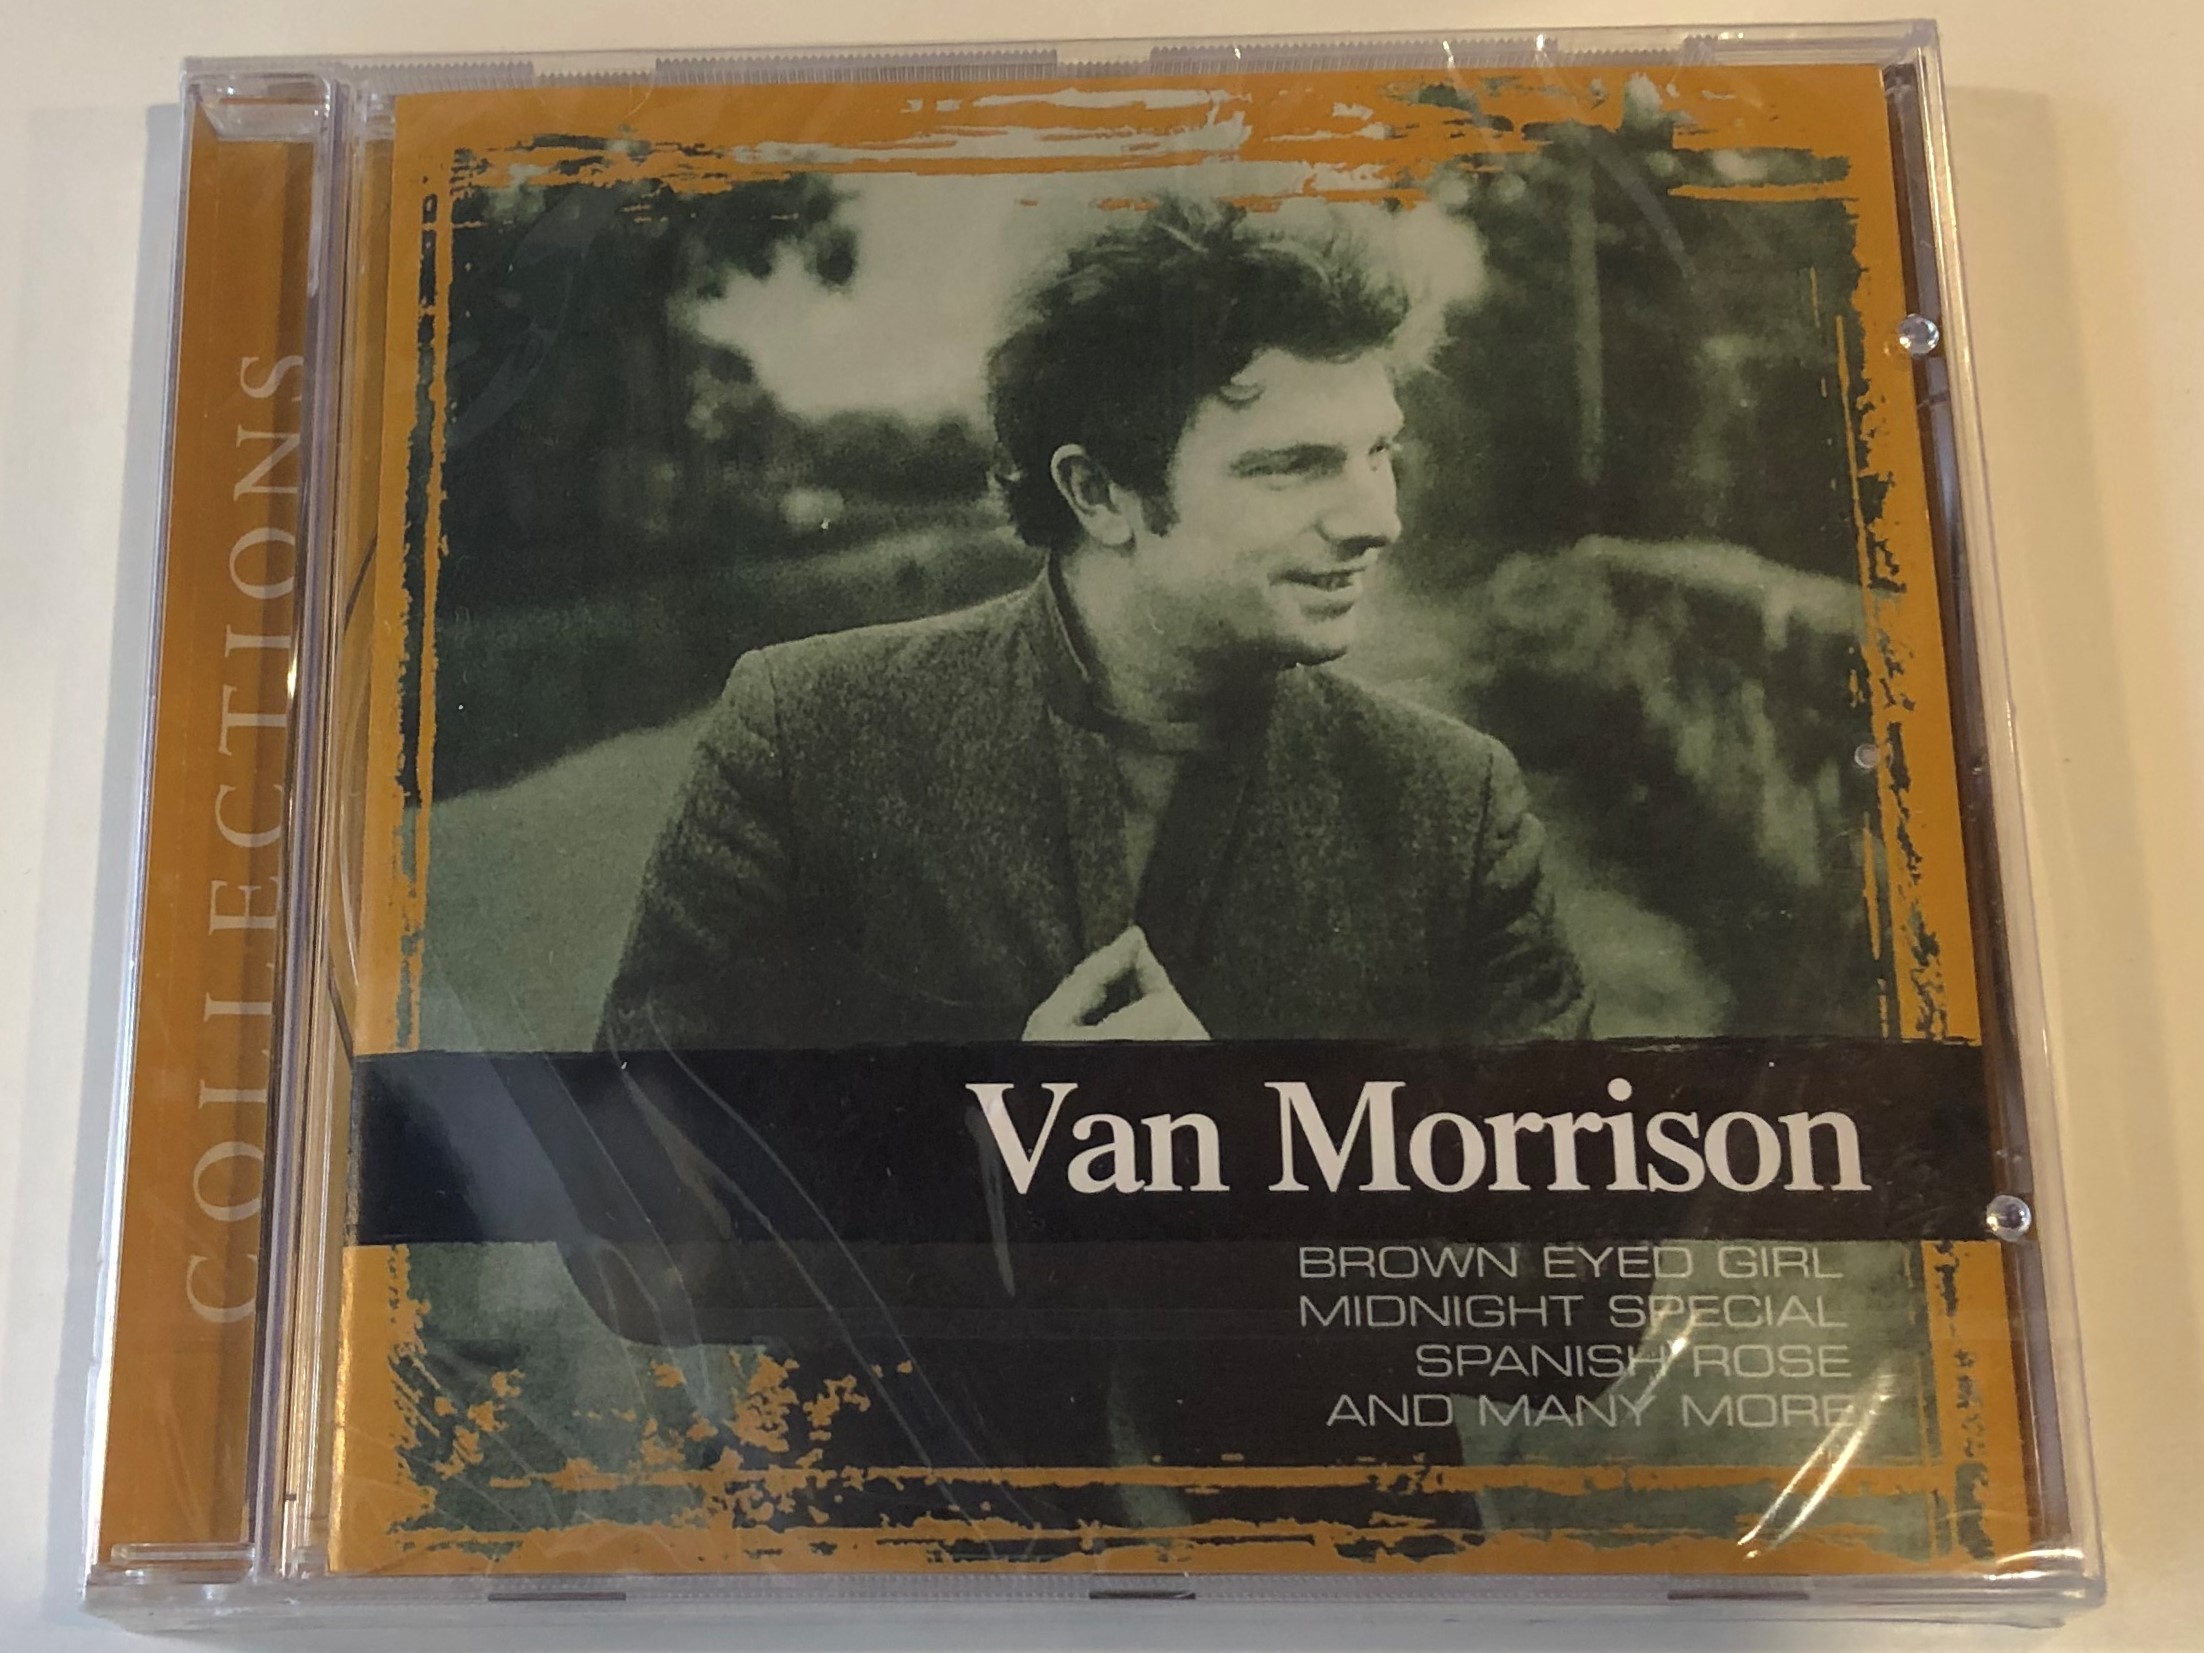 COLLECTIONS
Van Morrison
BROWN EYED GIRL
MIDNIGHT SPECIAL
SPANISH ROSE
AND MANY MORE